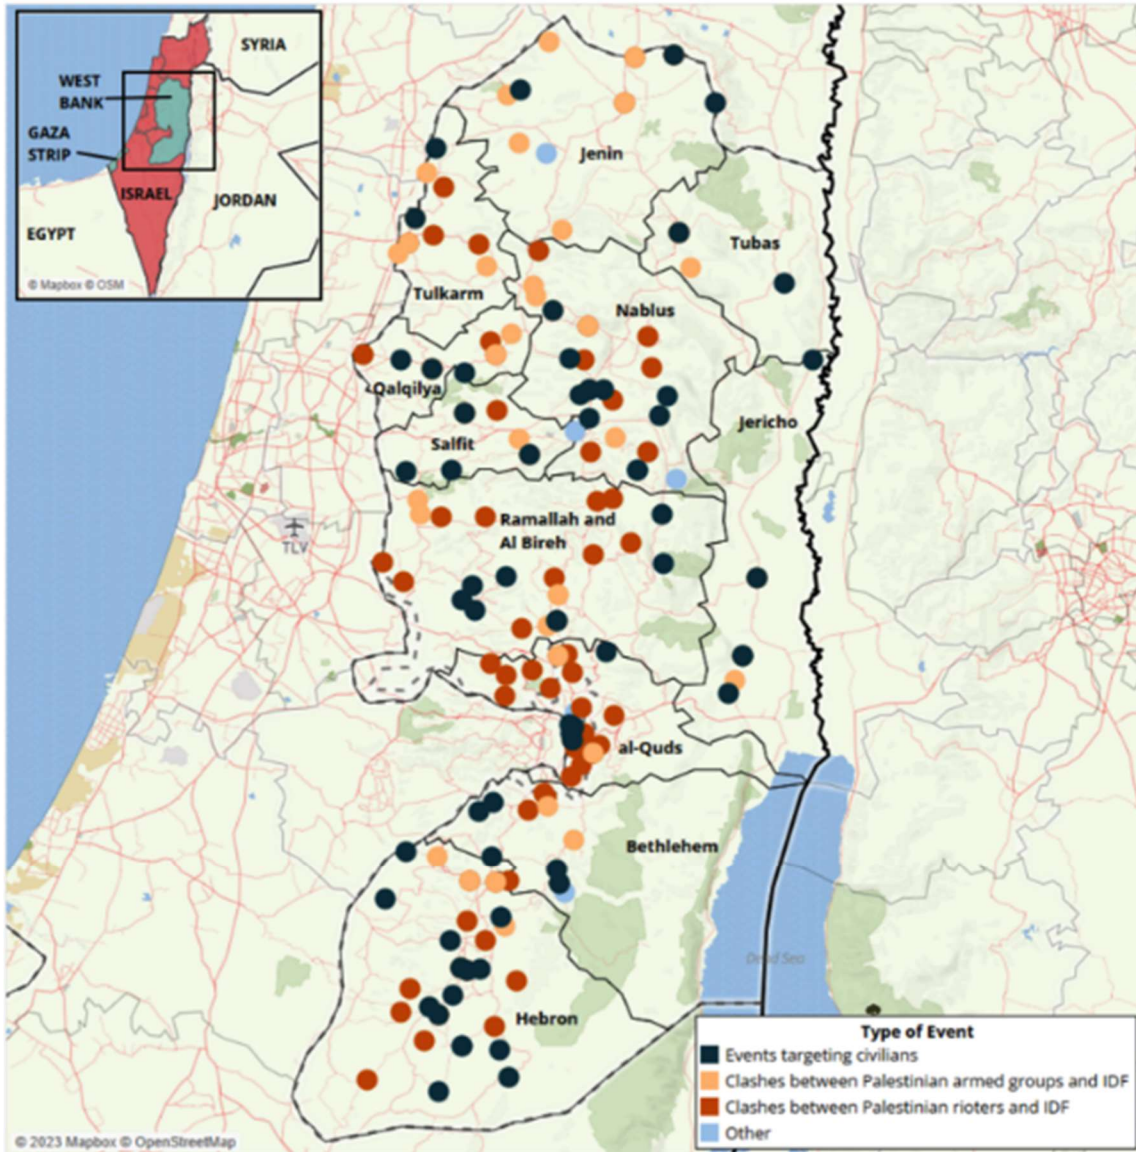 SYRIA
WEST
BANK
GAZA
STRIP
ISRAEL
JORDAN
EGYPT
© Mapbox © OSM
Jenin
Tubas
Tulkarm
Nablus
Qalqilya
Jericho
Salfit
Ramallah and
Al Bireh
TLV
al-Quds
Bethlehem
Dead Sea
Hebron
Type of Event
Events targeting civilians
Clashes between Palestinian armed groups and IDF
Clashes between Palestinian rioters and IDF
Other
© 2023 Mapbox © OpenStreetMap